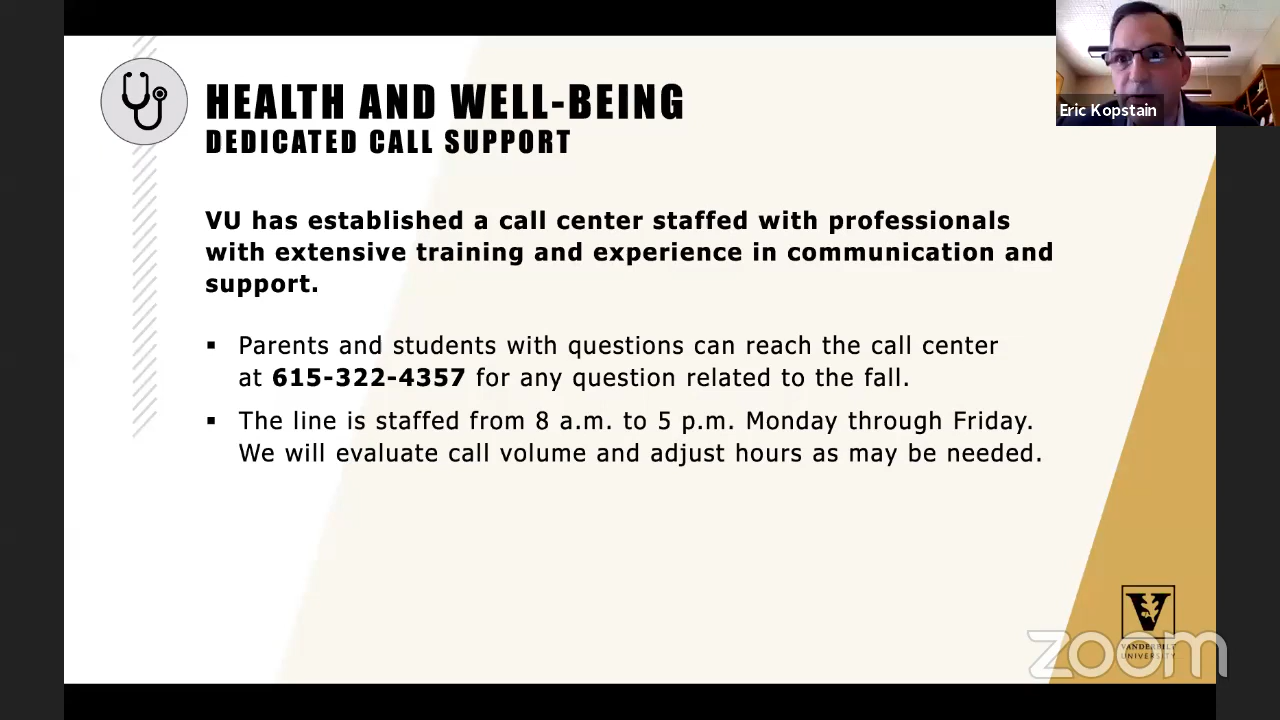 HEALTH AND WELL-BEING
DEDICATED CALL SUPPORT
Eric Kopstain
VU has established a call center staffed with professionals
with extensive training and experience in communication and
support.
▪ Parents and students with questions can reach the call center
at 615-322-4357 for any question related to the fall.
▪ The line is staffed from 8 a.m. to 5 p.m. Monday through Friday.
We will evaluate call volume and adjust hours as may be needed.
V
VANDERBILT
UNIVERSITY
zoom